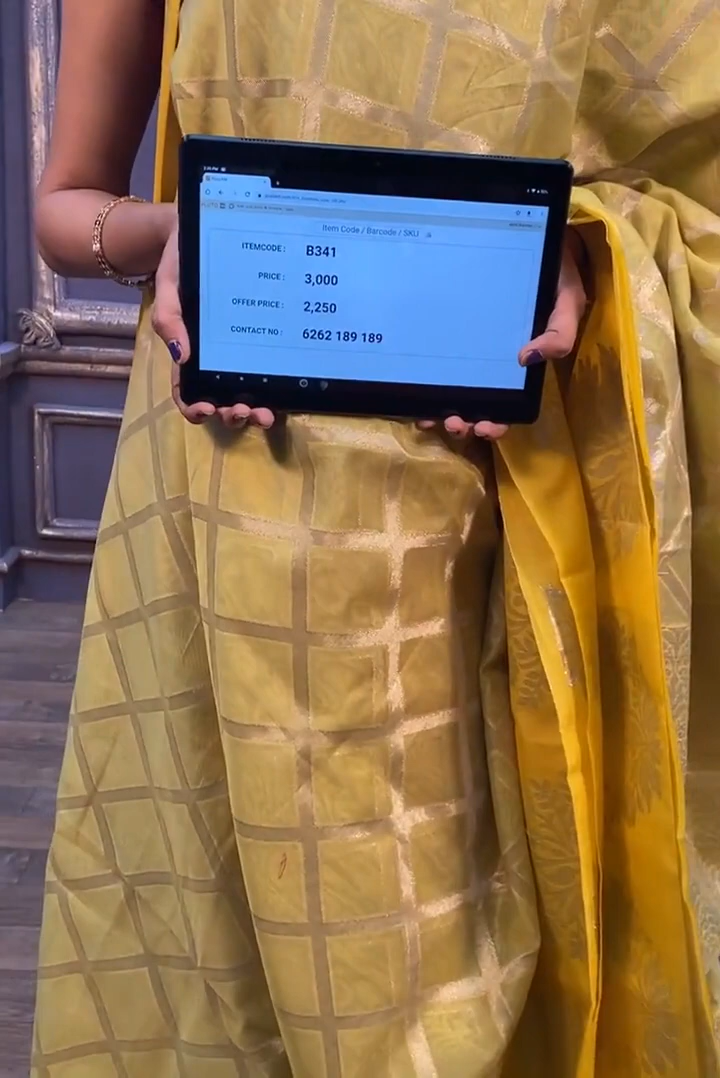 Item Code / Barcode / SKU
ITEMCODE : B341
PRICE : 3,000
OFFER PRICE : 2,250
CONTACT NO : 6262 189 189